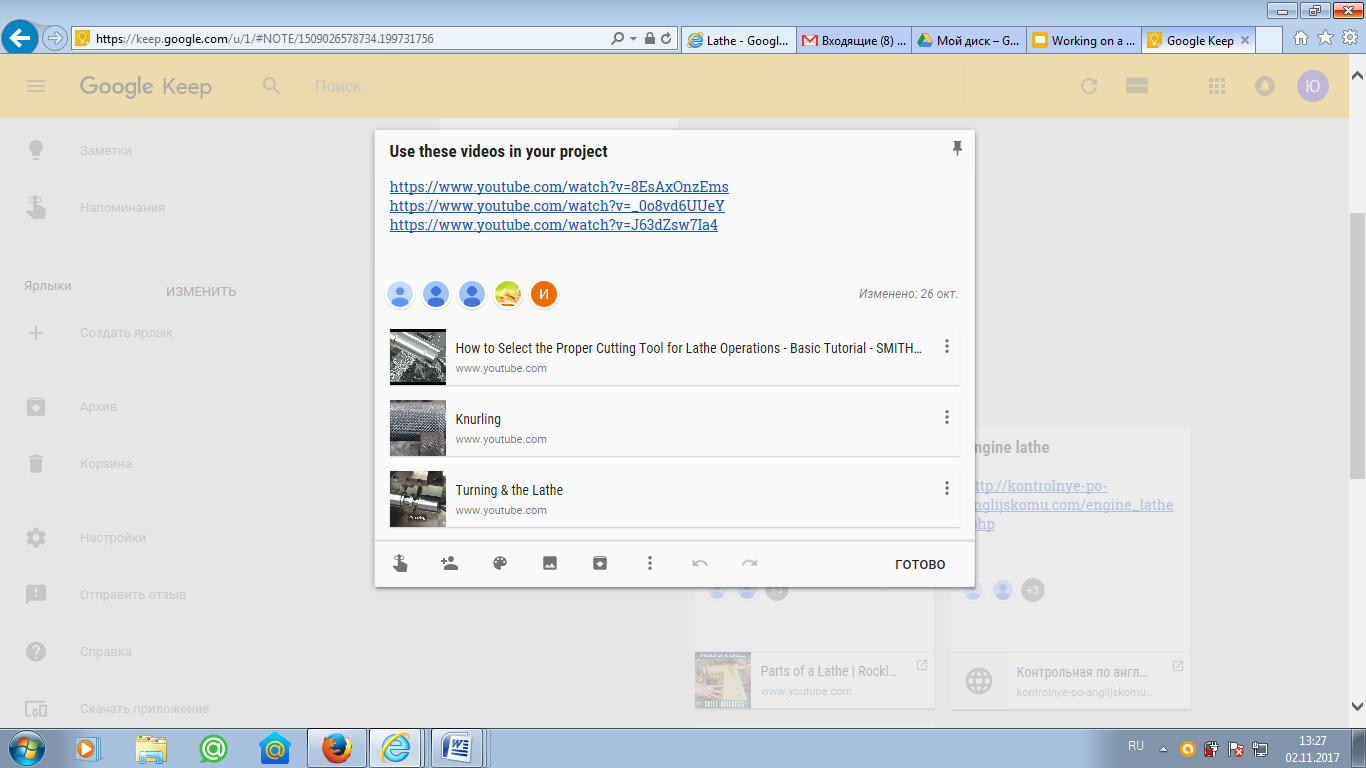 https://keep.google.com/u/1/#NOTE/1509026578734.199731756
Lathe - Googl...
Входящие (8) ...
Мой диск – G...
Working on a ...
Google Keep
Google Keep
Поиск
Ю
Заметки
Напоминания
Ярлыки
ИЗМЕНИТЬ
Создать ярлык
Архив
Корзина
Настройки
Отправить отзыв
Справка
Скачать приложение
Use these videos in your project
https://www.youtube.com/watch?v=8EsAxOnzEms
https://www.youtube.com/watch?v=_0o8vd6UUeY
https://www.youtube.com/watch?v=J63dZsw7Ia4
И
Изменено: 26 окт.
How to Select the Proper Cutting Tool for Lathe Operations - Basic Tutorial - SMITH...
www.youtube.com
Knurling
www.youtube.com
Turning & the Lathe
www.youtube.com
ГОТОВО
ngine lathe
ttp://kontrolnye-po-
nglijskomu.com/engine_lathe
php
+3
+3
Parts of a Lathe | Rockl...
www.youtube.com
Контрольная по англ...
kontrolnye-po-anglijskomu...
RU
13:27
02.11.2017